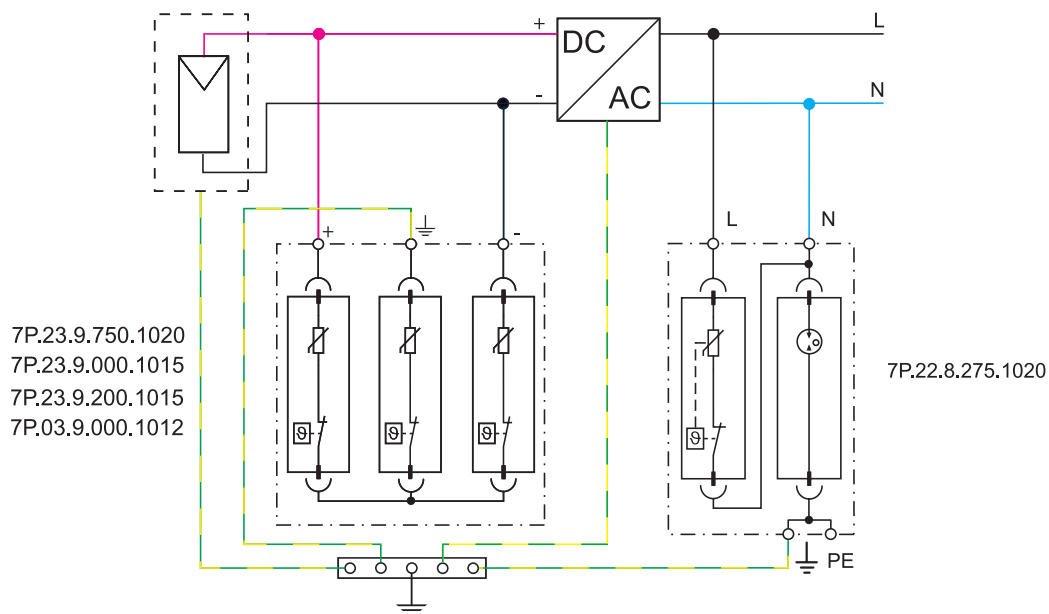 +
DC
L
-
AC
N
+
-
L
N
7P.23.9.750.1020
7P.23.9.000.1015
7P.23.9.200.1015
7P.03.9.000.1012
7P.22.8.275.1020
ϑ
ϑ
ϑ
ϑ
PE